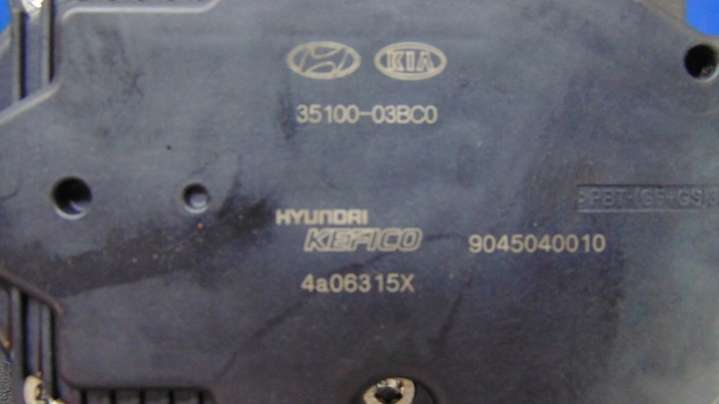 KIA
35100-03BC0
HYUNDAI
KEFICO 9045040010
4a06315X